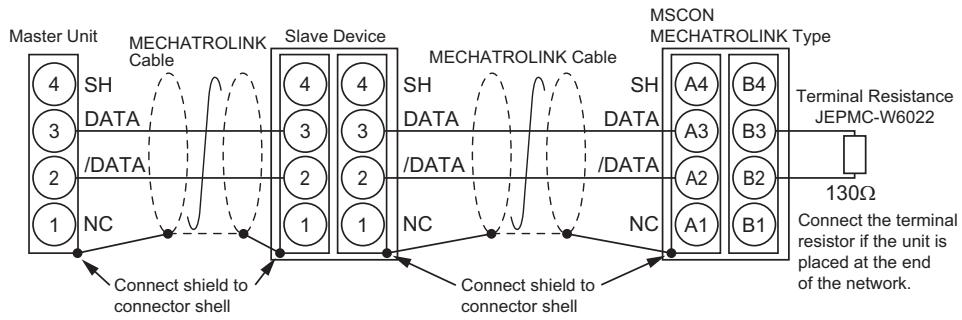 Master Unit
MECHATROLINK
Cable
Slave Device
MECHATROLINK Cable
MSCON
MECHATROLINK Type
Terminal Resistance
JEPMC-W6022
4 SH 4 4 SH SH A4 B4
3 DATA 3 3 DATA DATA A3 B3
2 /DATA 2 2 /DATA /DATA A2 B2
1 NC 1 1 NC NC A1 B1
130Ω
Connect the terminal
resistor if the unit is
placed at the end
of the network.
Connect shield to
connector shell
Connect shield to
connector shell